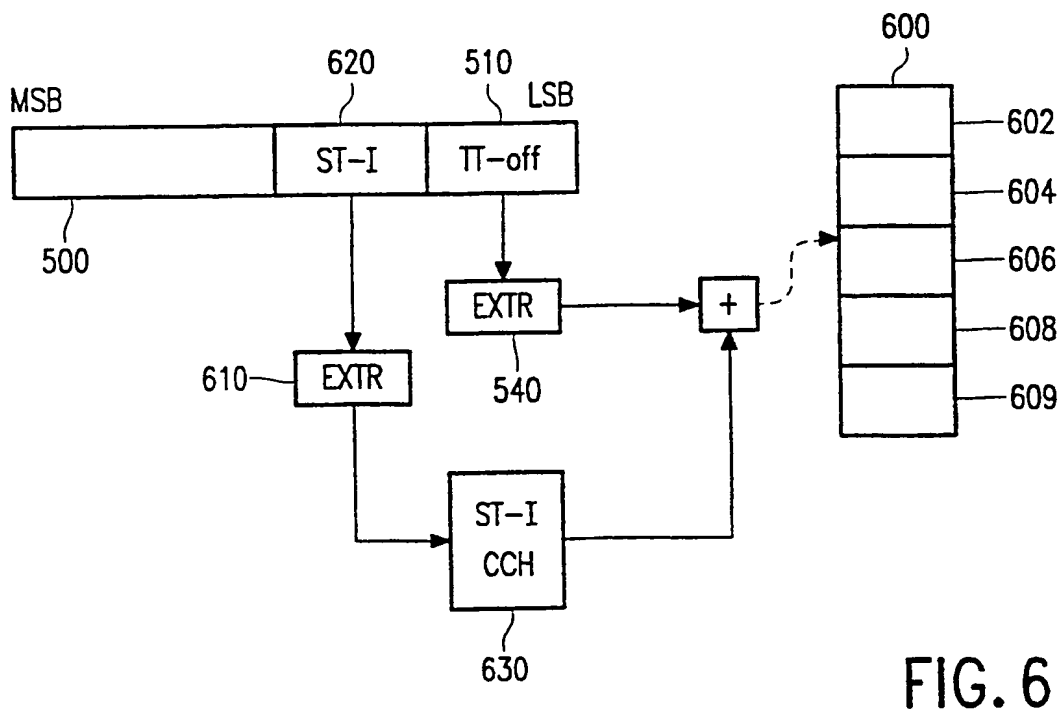 600
620
510
MSB
LSB
ST-I
TT-off
602
604
500
606
EXTR
+
608
610
EXTR
540
609
ST-I
CCH
630
FIG. 6